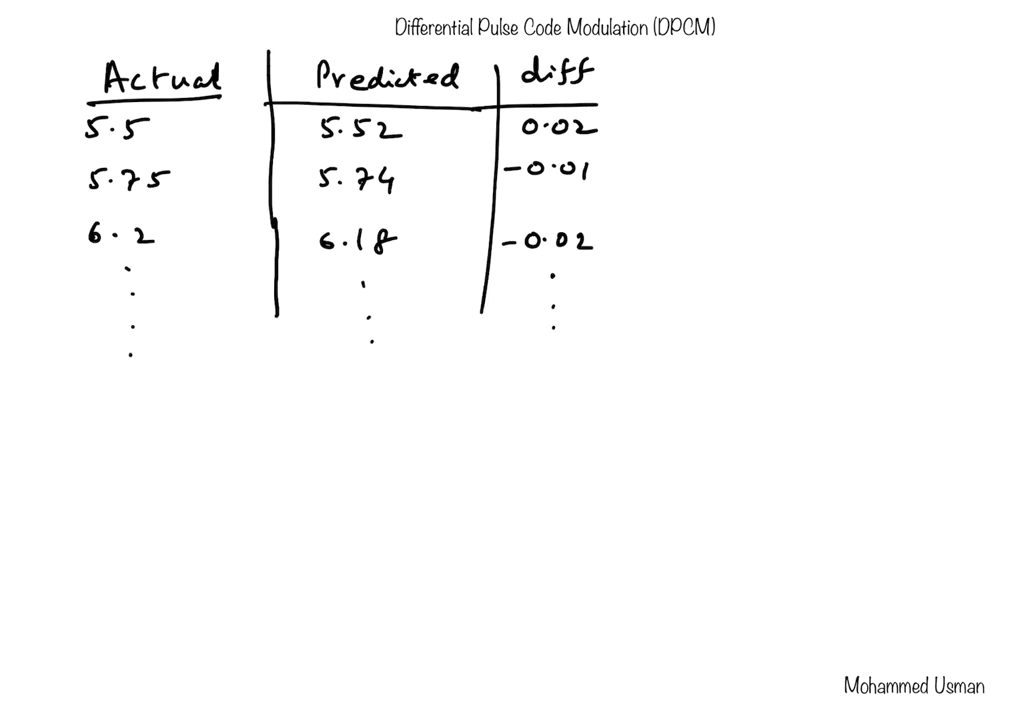 Differential Pulse Code Modulation (DPCM)
Actual Predicted diff
5.5 5.52 0.02
5.75 5.74 -0.01
6.2 6.18 -0.02
Mohammed Usman